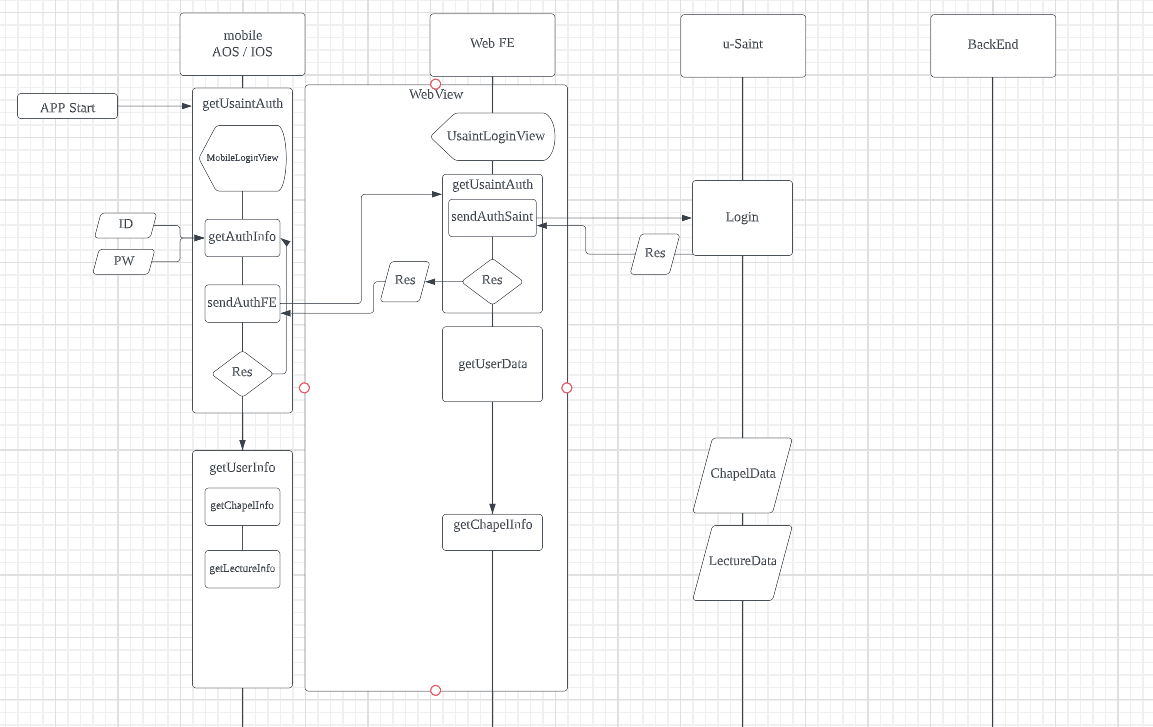 mobile
AOS / IOS
Web FE
u-Saint
BackEnd
APP Start
getUsaintAuth
WebView
MobileLoginView
UsaintLoginView
getUsaintAuth
sendAuthSaint
Login
ID
getAuthInfo
PW
Res
Res
Res
sendAuthFE
Res
getUserData
getUserInfo
getChapelInfo
getLectureInfo
getChapelInfo
ChapelData
LectureData